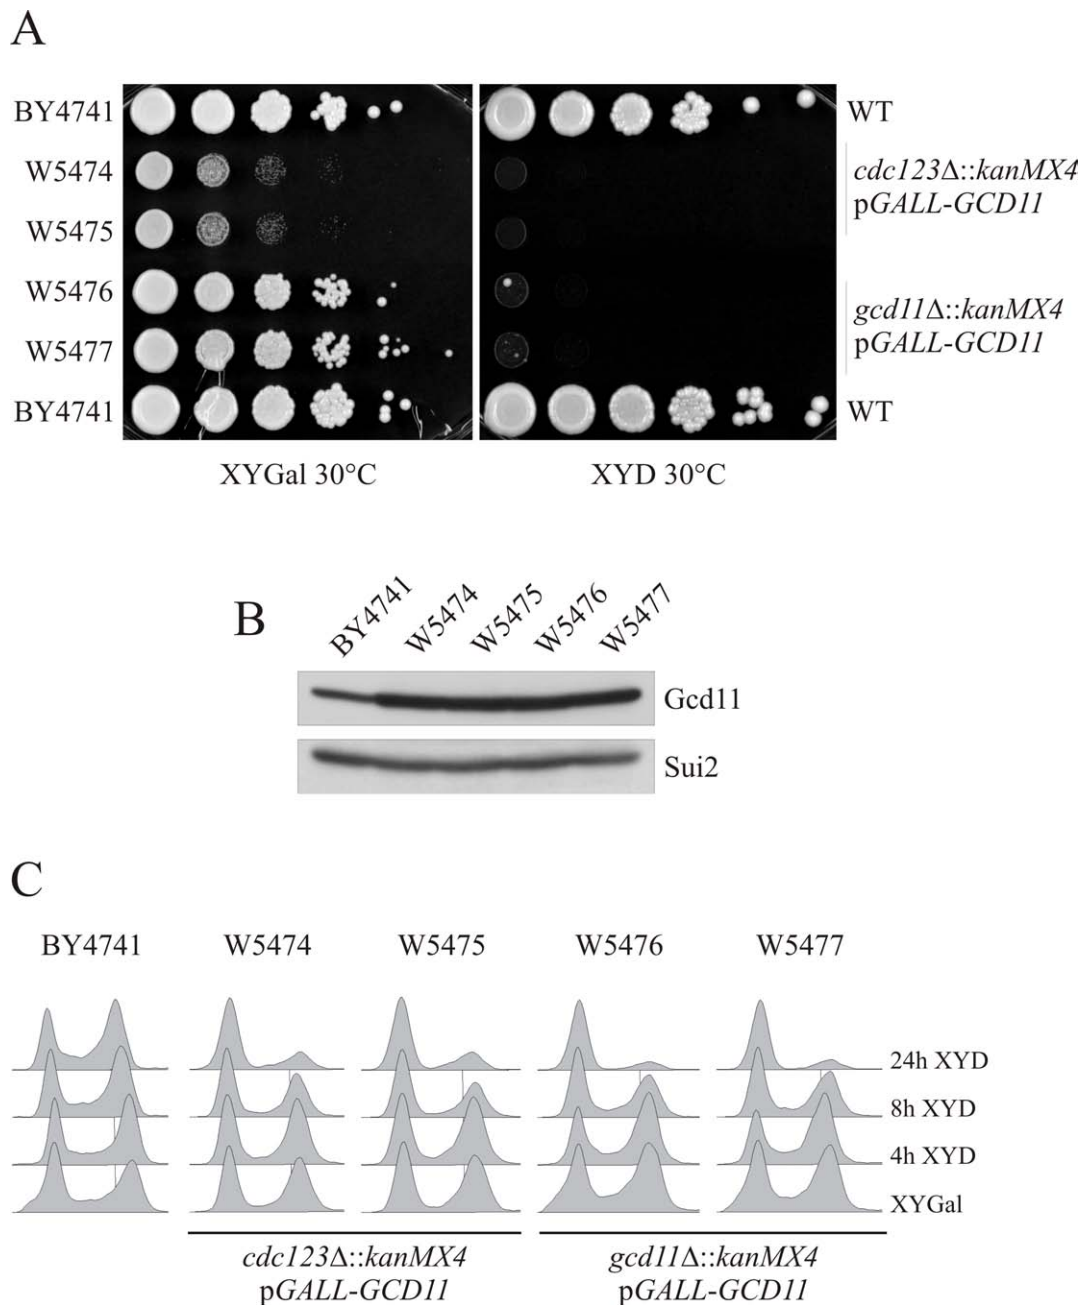 A
BY4741
WT
W5474
cdc123Δ::kanMX4
pGALL-GCD11
W5475
W5476
gcd11Δ::kanMX4
pGALL-GCD11
W5477
BY4741
WT
XYGal 30°C
XYD 30°C
B
BY4741
W5474
W5475
W5476
W5477
Gcd11
Sui2
C
BY4741
W5474
W5475
W5476
W5477
24h XYD
8h XYD
4h XYD
XYGal
cdc123Δ::kanMX4
pGALL-GCD11
gcd11Δ::kanMX4
pGALL-GCD11